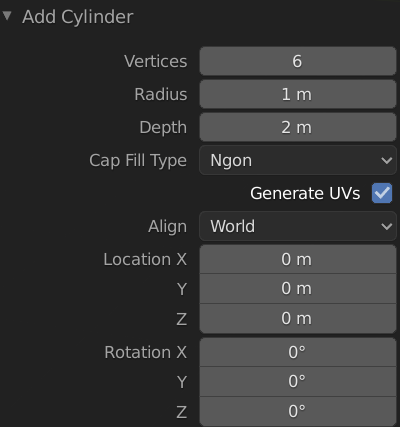 Add Cylinder
Vertices 6
Radius 1 m
Depth 2 m
Cap Fill Type Ngon
Generate UVs
Align World
Location X 0 m
Y 0 m
Z 0 m
Rotation X 0°
Y 0°
Z 0°